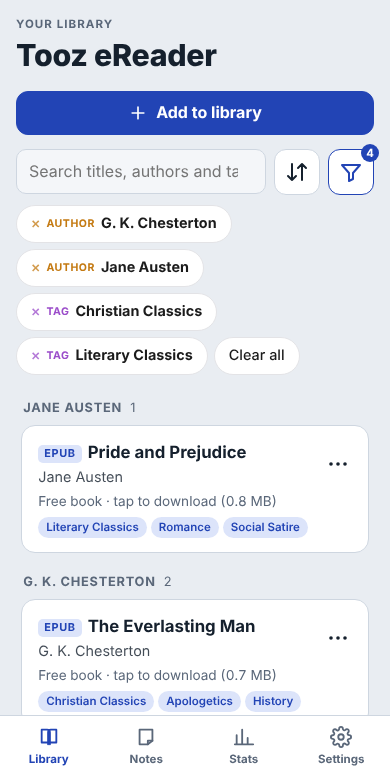 YOUR LIBRARY
Tooz eReader
+ Add to library
Search titles, authors and ta
4
× AUTHOR G. K. Chesterton
× AUTHOR Jane Austen
× TAG Christian Classics
× TAG Literary Classics Clear all
JANE AUSTEN 1
EPUB Pride and Prejudice
Jane Austen
Free book · tap to download (0.8 MB)
Literary Classics Romance Social Satire
G. K. CHESTERTON 2
EPUB The Everlasting Man
G. K. Chesterton
Free book · tap to download (0.7 MB)
Christian Classics Apologetics History
Library Notes Stats Settings